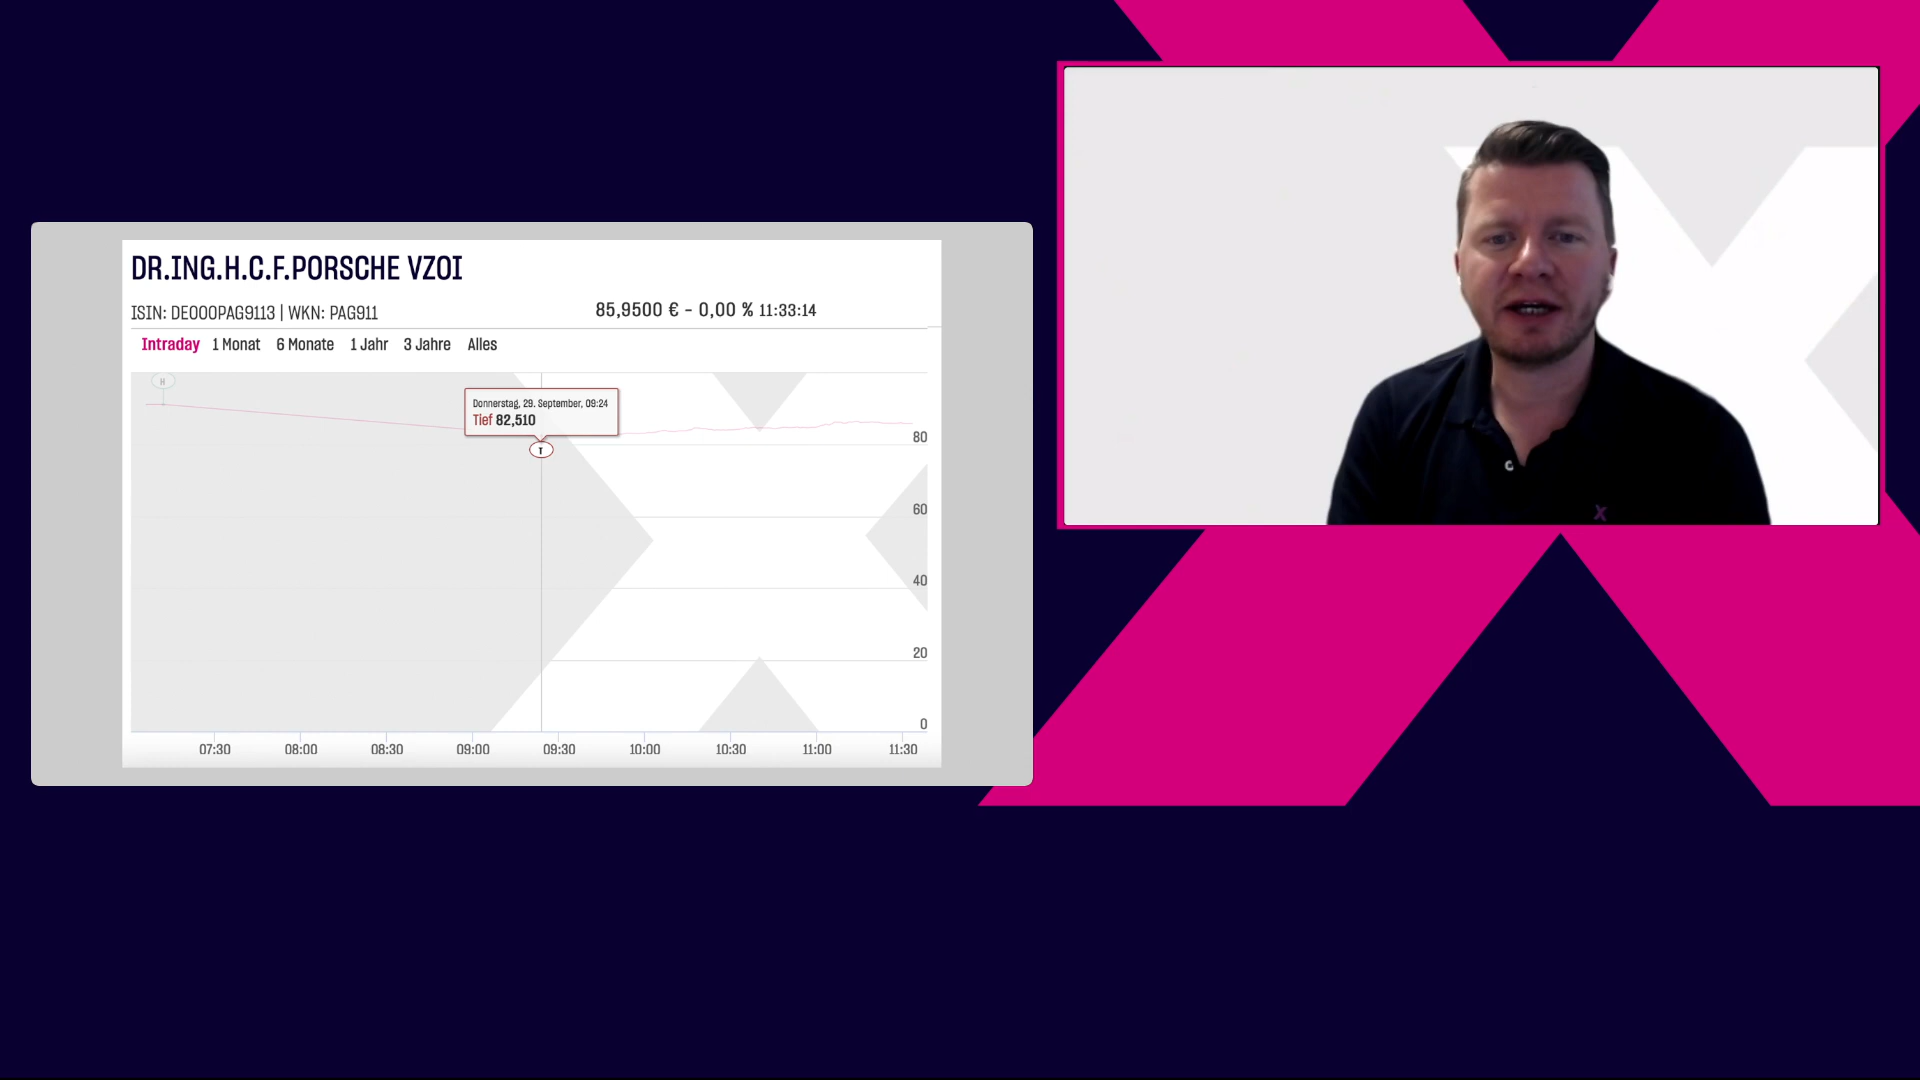 DR.ING.H.C.F.PORSCHE VZOI
ISIN: DE000PAG9113 | WKN: PAG911
85,9500 € - 0,00 % 11:33:14
Intraday 1 Monat 6 Monate 1 Jahr 3 Jahre Alles
H
Donnerstag, 29. September, 09:24
Tief 82,510
T
80
60
40
20
0
07:30 08:00 08:30 09:00 09:30 10:00 10:30 11:00 11:30
X